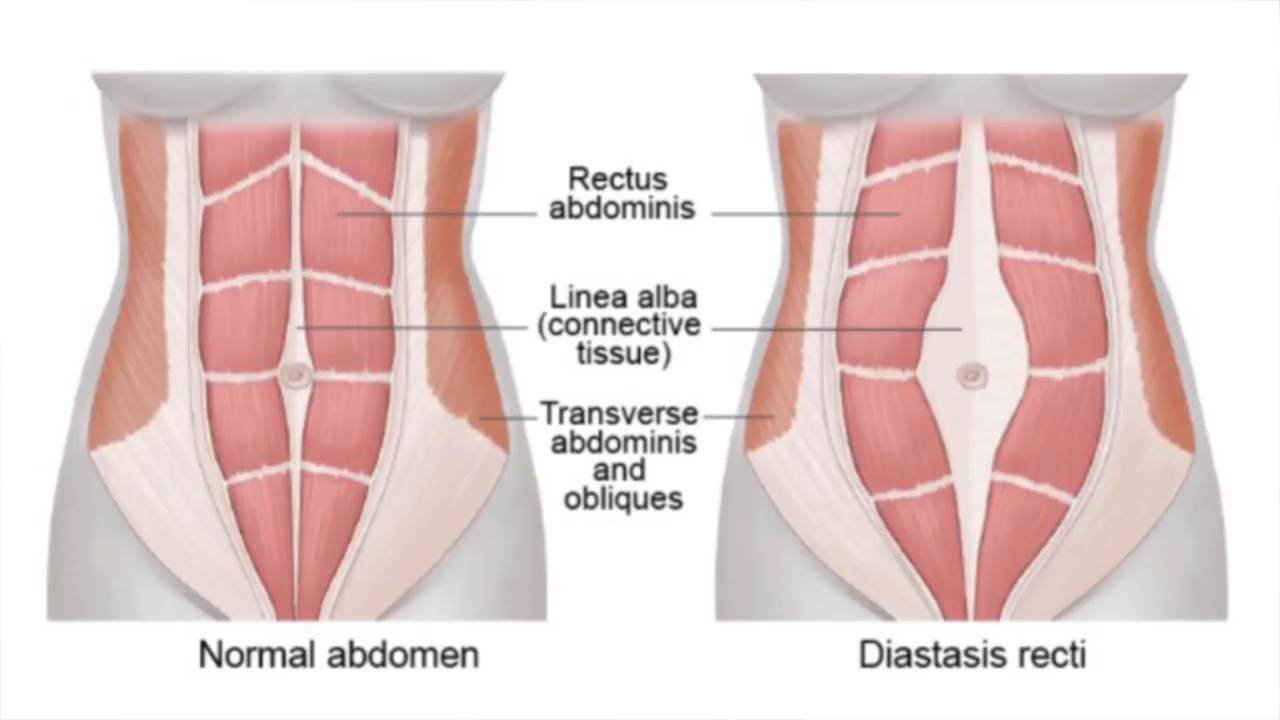 Rectus
abdominis
Linea alba
(connective
tissue)
Transverse
abdominis
and
obliques
Normal abdomen
Diastasis recti